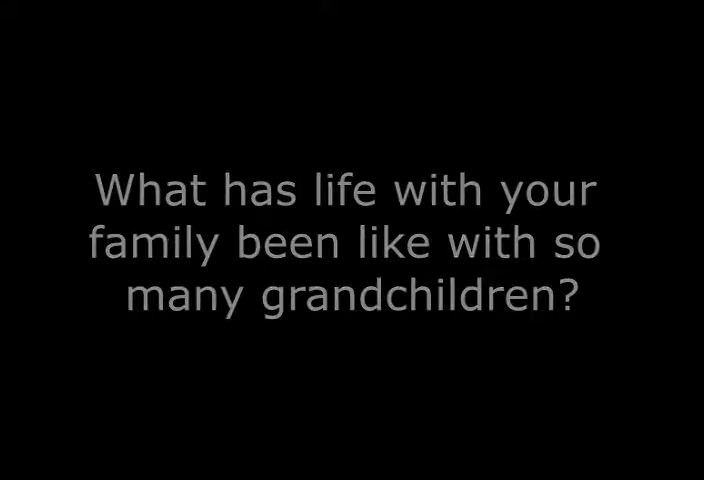 What has life with your
family been like with so
many grandchildren?